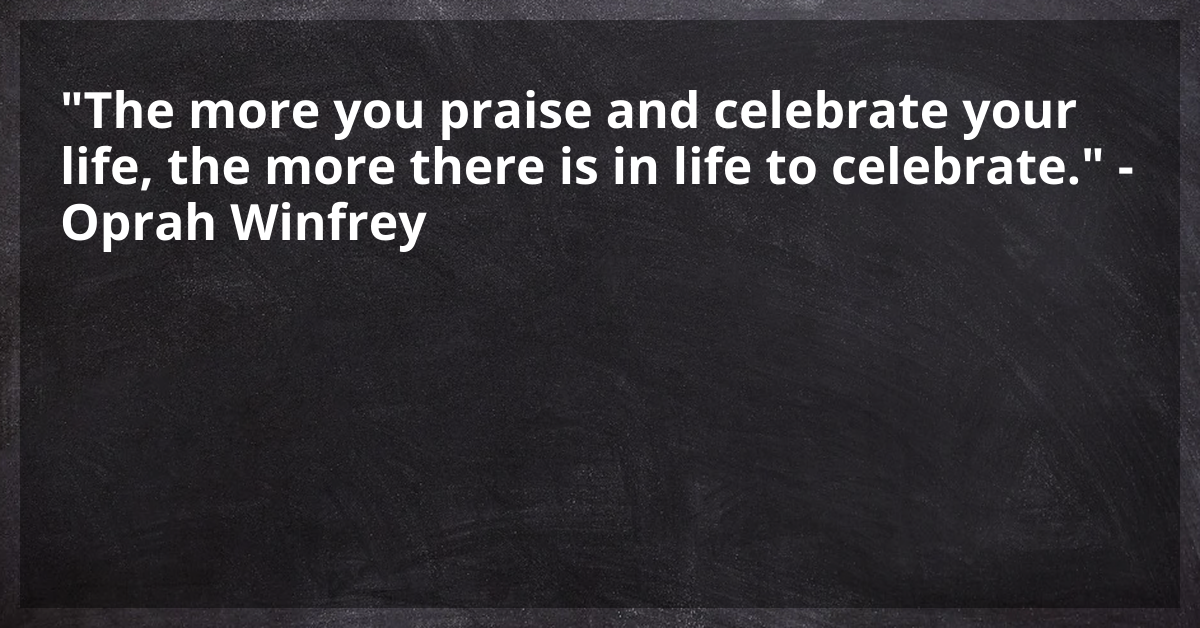 "The more you praise and celebrate your
life, the more there is in life to celebrate." -
Oprah Winfrey